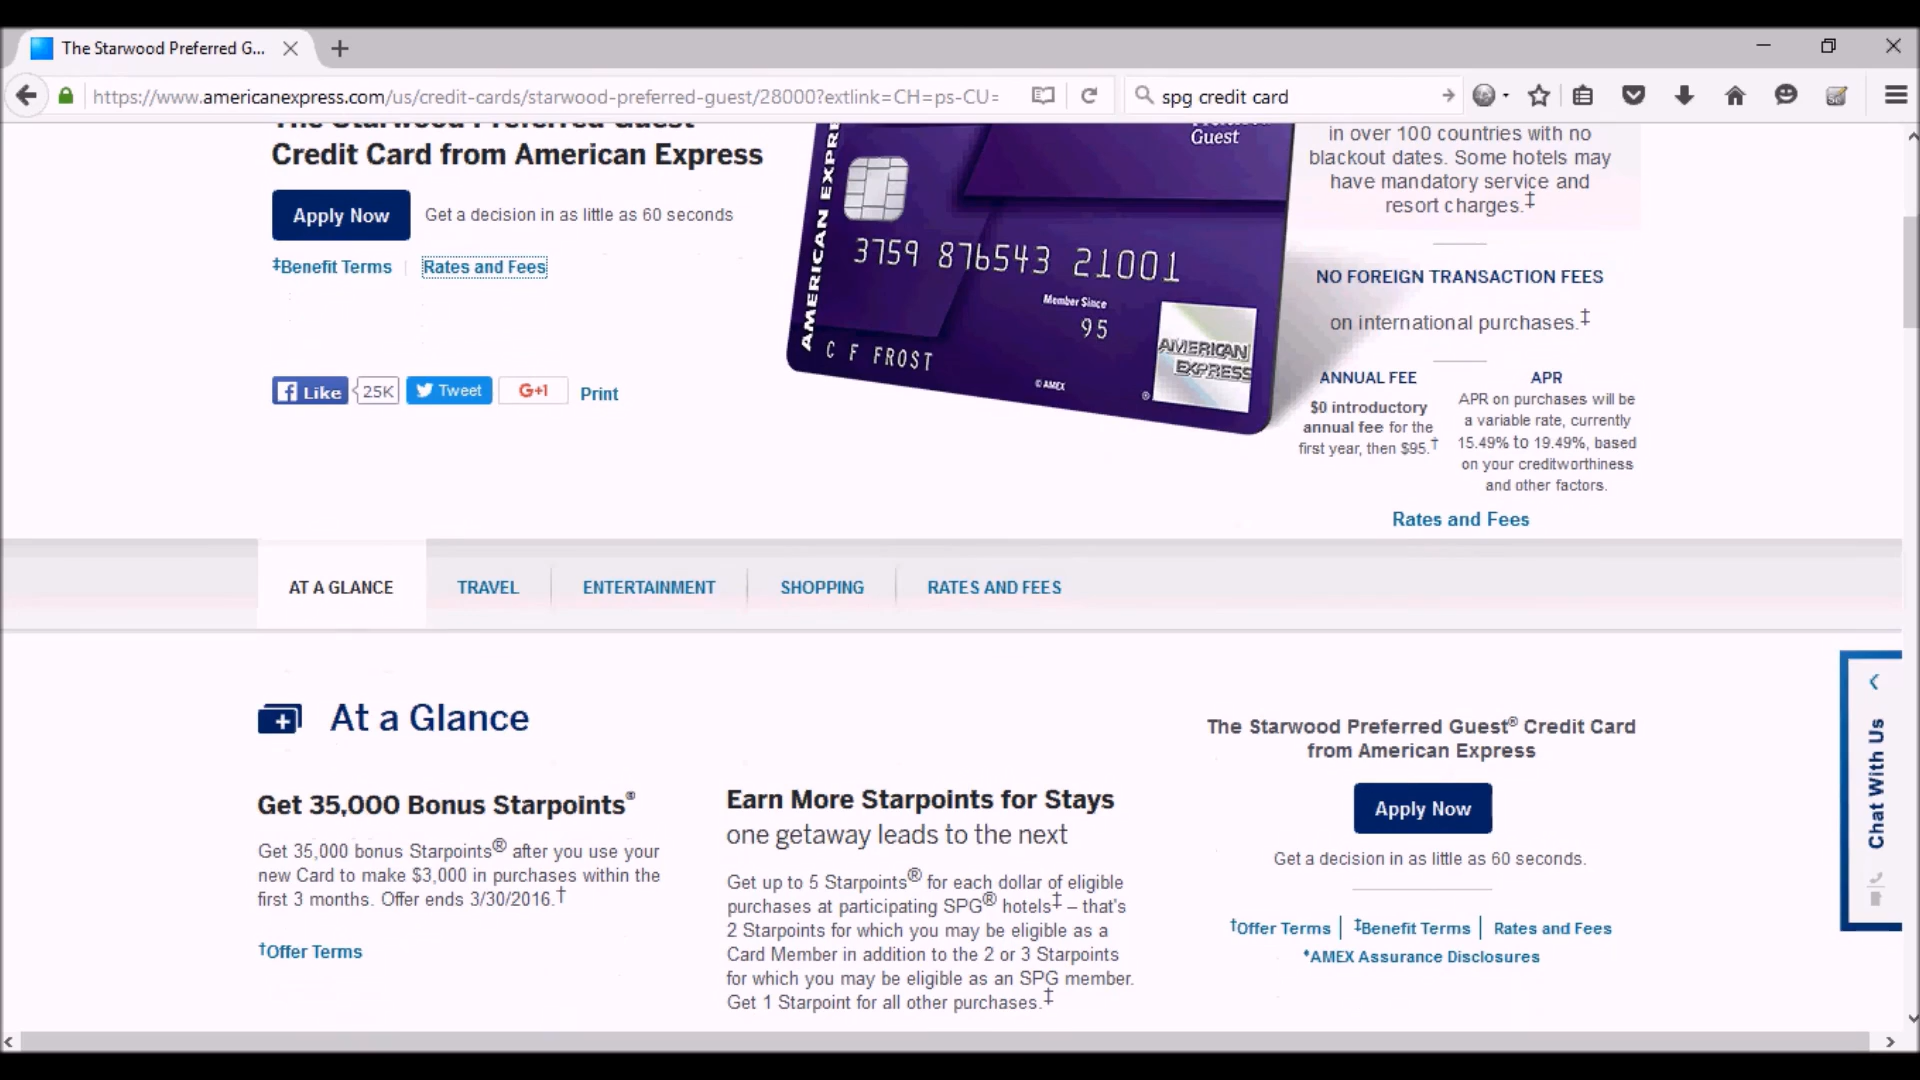 The Starwood Preferred G...
https://www.americanexpress.com/us/credit-cards/starwood-preferred-guest/28000?extlink=CH=ps-CU=
spg credit card
The Starwood Preferred Guest
Credit Card from American Express
Apply Now
Get a decision in as little as 60 seconds
‡Benefit Terms
Rates and Fees
Like
25K
Tweet
G+1
Print
AMERICAN EXPRE
Guest
3759 876543 21001
Member Since
95
C F FROST
© AMEX
AMERICAN
EXPRESS
®
in over 100 countries with no
blackout dates. Some hotels may
have mandatory service and
resort charges.‡
NO FOREIGN TRANSACTION FEES
on international purchases.‡
ANNUAL FEE
$0 introductory
annual fee for the
first year, then $95.†
APR
APR on purchases will be
a variable rate, currently
15.49% to 19.49%, based
on your creditworthiness
and other factors.
Rates and Fees
AT A GLANCE
TRAVEL
ENTERTAINMENT
SHOPPING
RATES AND FEES
At a Glance
Get 35,000 Bonus Starpoints®
Get 35,000 bonus Starpoints® after you use your
new Card to make $3,000 in purchases within the
first 3 months. Offer ends 3/30/2016.†
†Offer Terms
Earn More Starpoints for Stays
one getaway leads to the next
Get up to 5 Starpoints® for each dollar of eligible
purchases at participating SPG® hotels‡ – that's
2 Starpoints for which you may be eligible as a
Card Member in addition to the 2 or 3 Starpoints
for which you may be eligible as an SPG member.
Get 1 Starpoint for all other purchases.‡
The Starwood Preferred Guest® Credit Card
from American Express
Apply Now
Get a decision in as little as 60 seconds.
†Offer Terms
‡Benefit Terms
Rates and Fees
*AMEX Assurance Disclosures
Chat With Us